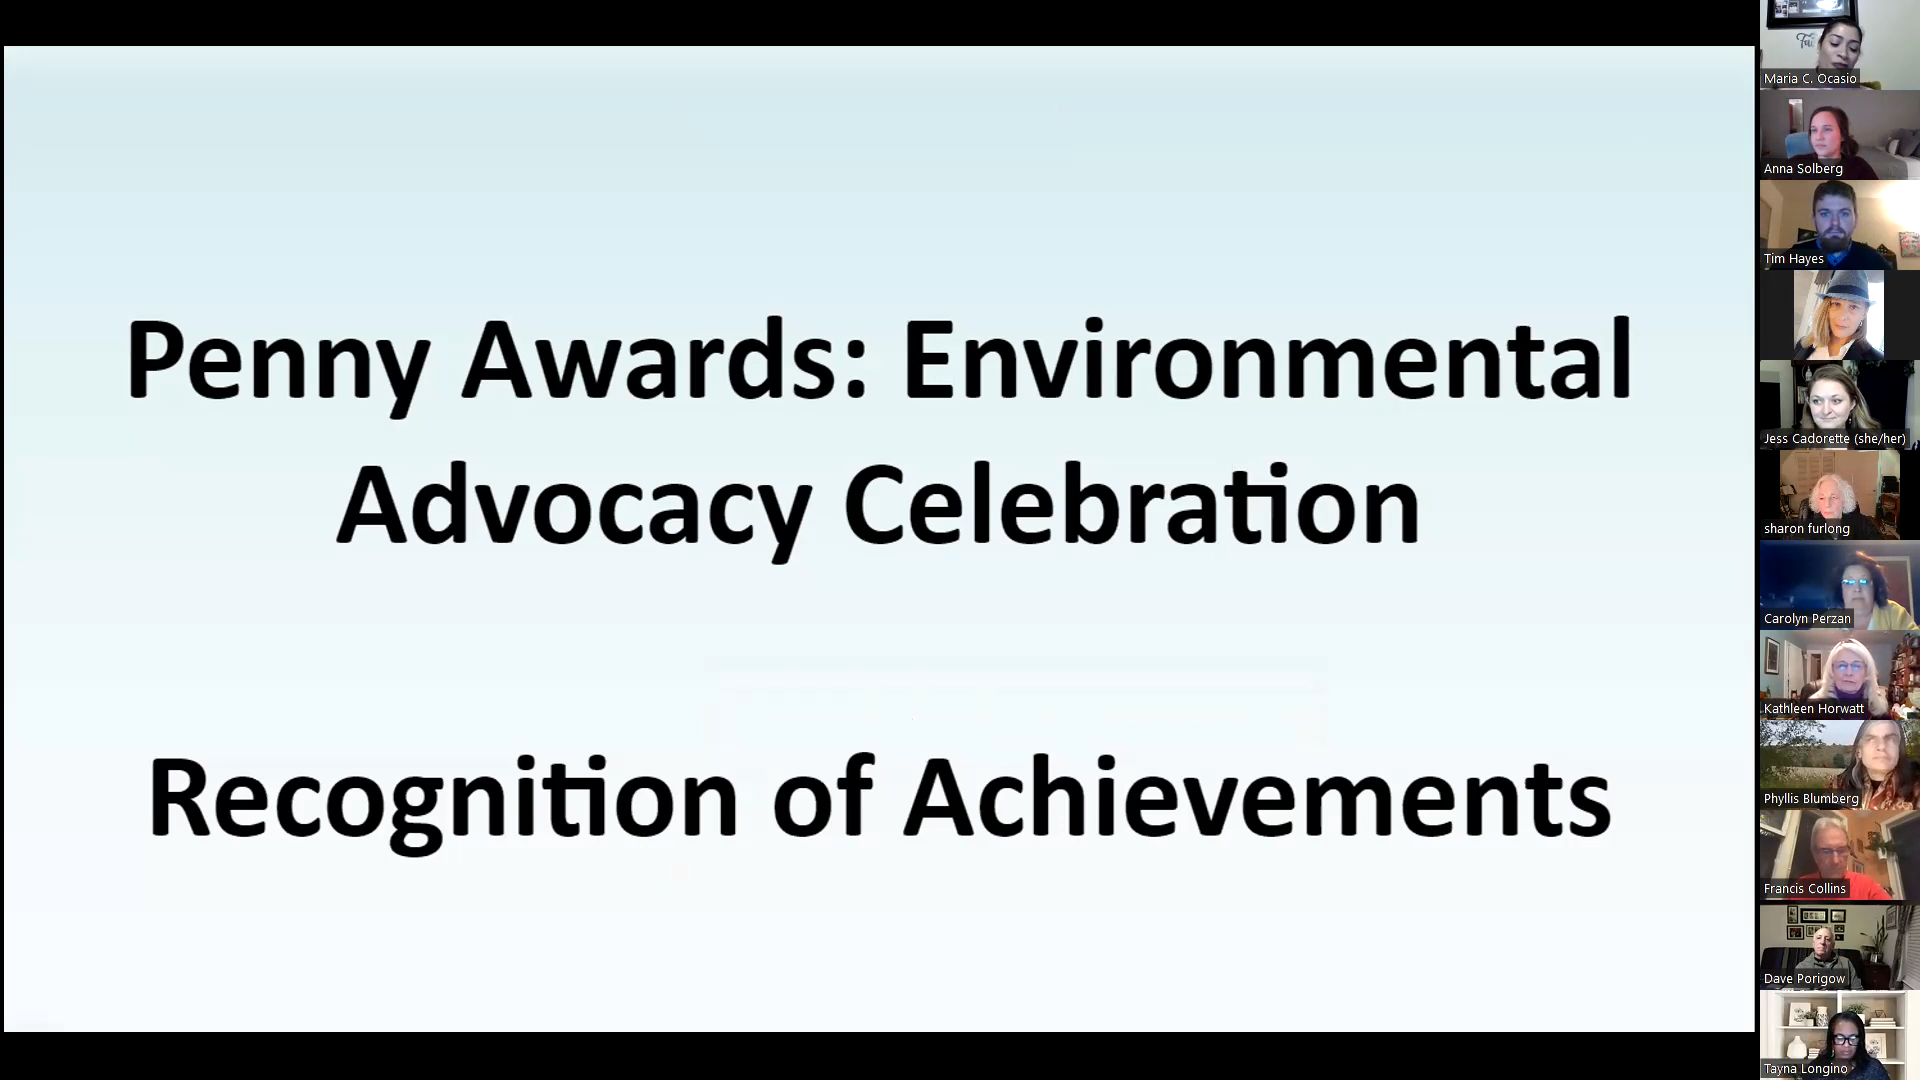 Penny Awards: Environmental
Advocacy Celebration
Recognition of Achievements
Maria C. Ocasio
Anna Solberg
Tim Hayes
Jess Cadorette (she/her)
sharon furlong
Carolyn Perzan
Kathleen Horwatt
Phyllis Blumberg
Francis Collins
Dave Porigow
Tayna Longino